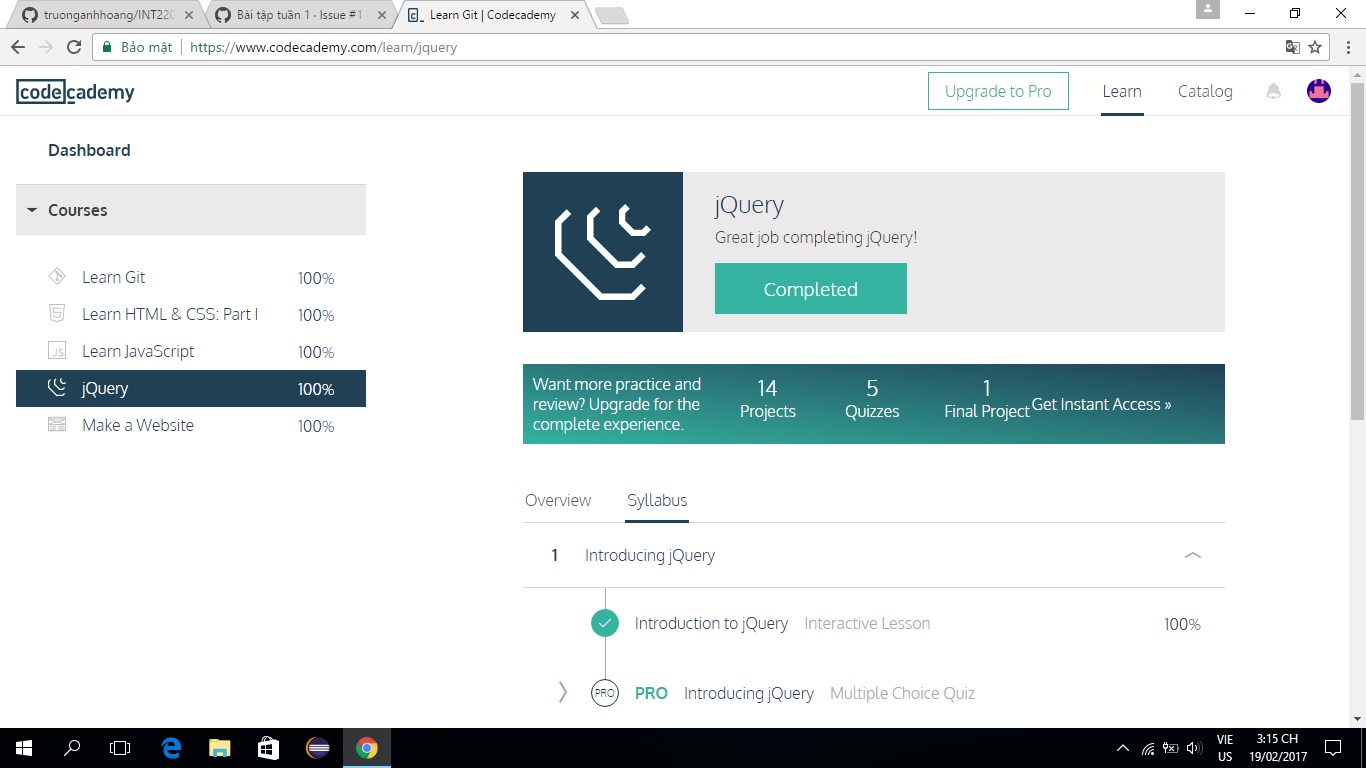 truonganhhoang/INT220
Bài tập tuần 1 - Issue #1
Learn Git | Codecademy
Bảo mật
https://www.codecademy.com/learn/jquery
codecademy
Upgrade to Pro
Learn
Catalog
Dashboard
Courses
Learn Git 100%
Learn HTML & CSS: Part I 100%
Learn JavaScript 100%
jQuery 100%
Make a Website 100%
jQuery
Great job completing jQuery!
Completed
Want more practice and
review? Upgrade for the
complete experience.
14
Projects
5
Quizzes
1
Final Project
Get Instant Access »
Overview
Syllabus
1 Introducing jQuery
Introduction to jQuery Interactive Lesson 100%
PRO PRO Introducing jQuery Multiple Choice Quiz
VIE
US
3:15 CH
19/02/2017